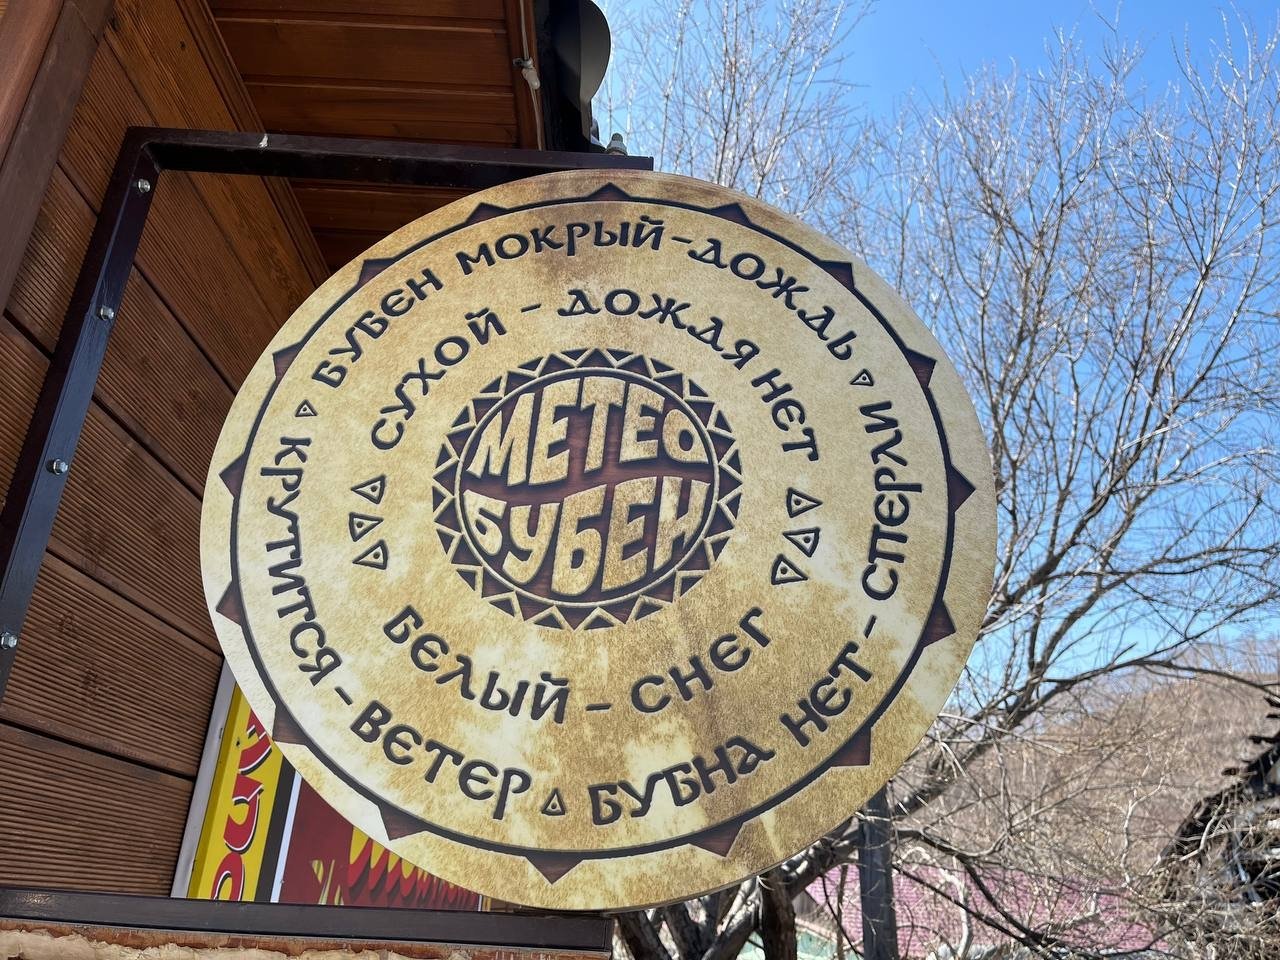 БУБЕН МОКРЫЙ - ДОЖДЬ
СУХОЙ - ДОЖДЯ НЕТ
МЕТЕО
БУБЕН
БЕЛЫЙ - СНЕГ
КРУТИТСЯ - ВЕТЕР
БУБНА НЕТ - СПЕРЛИ